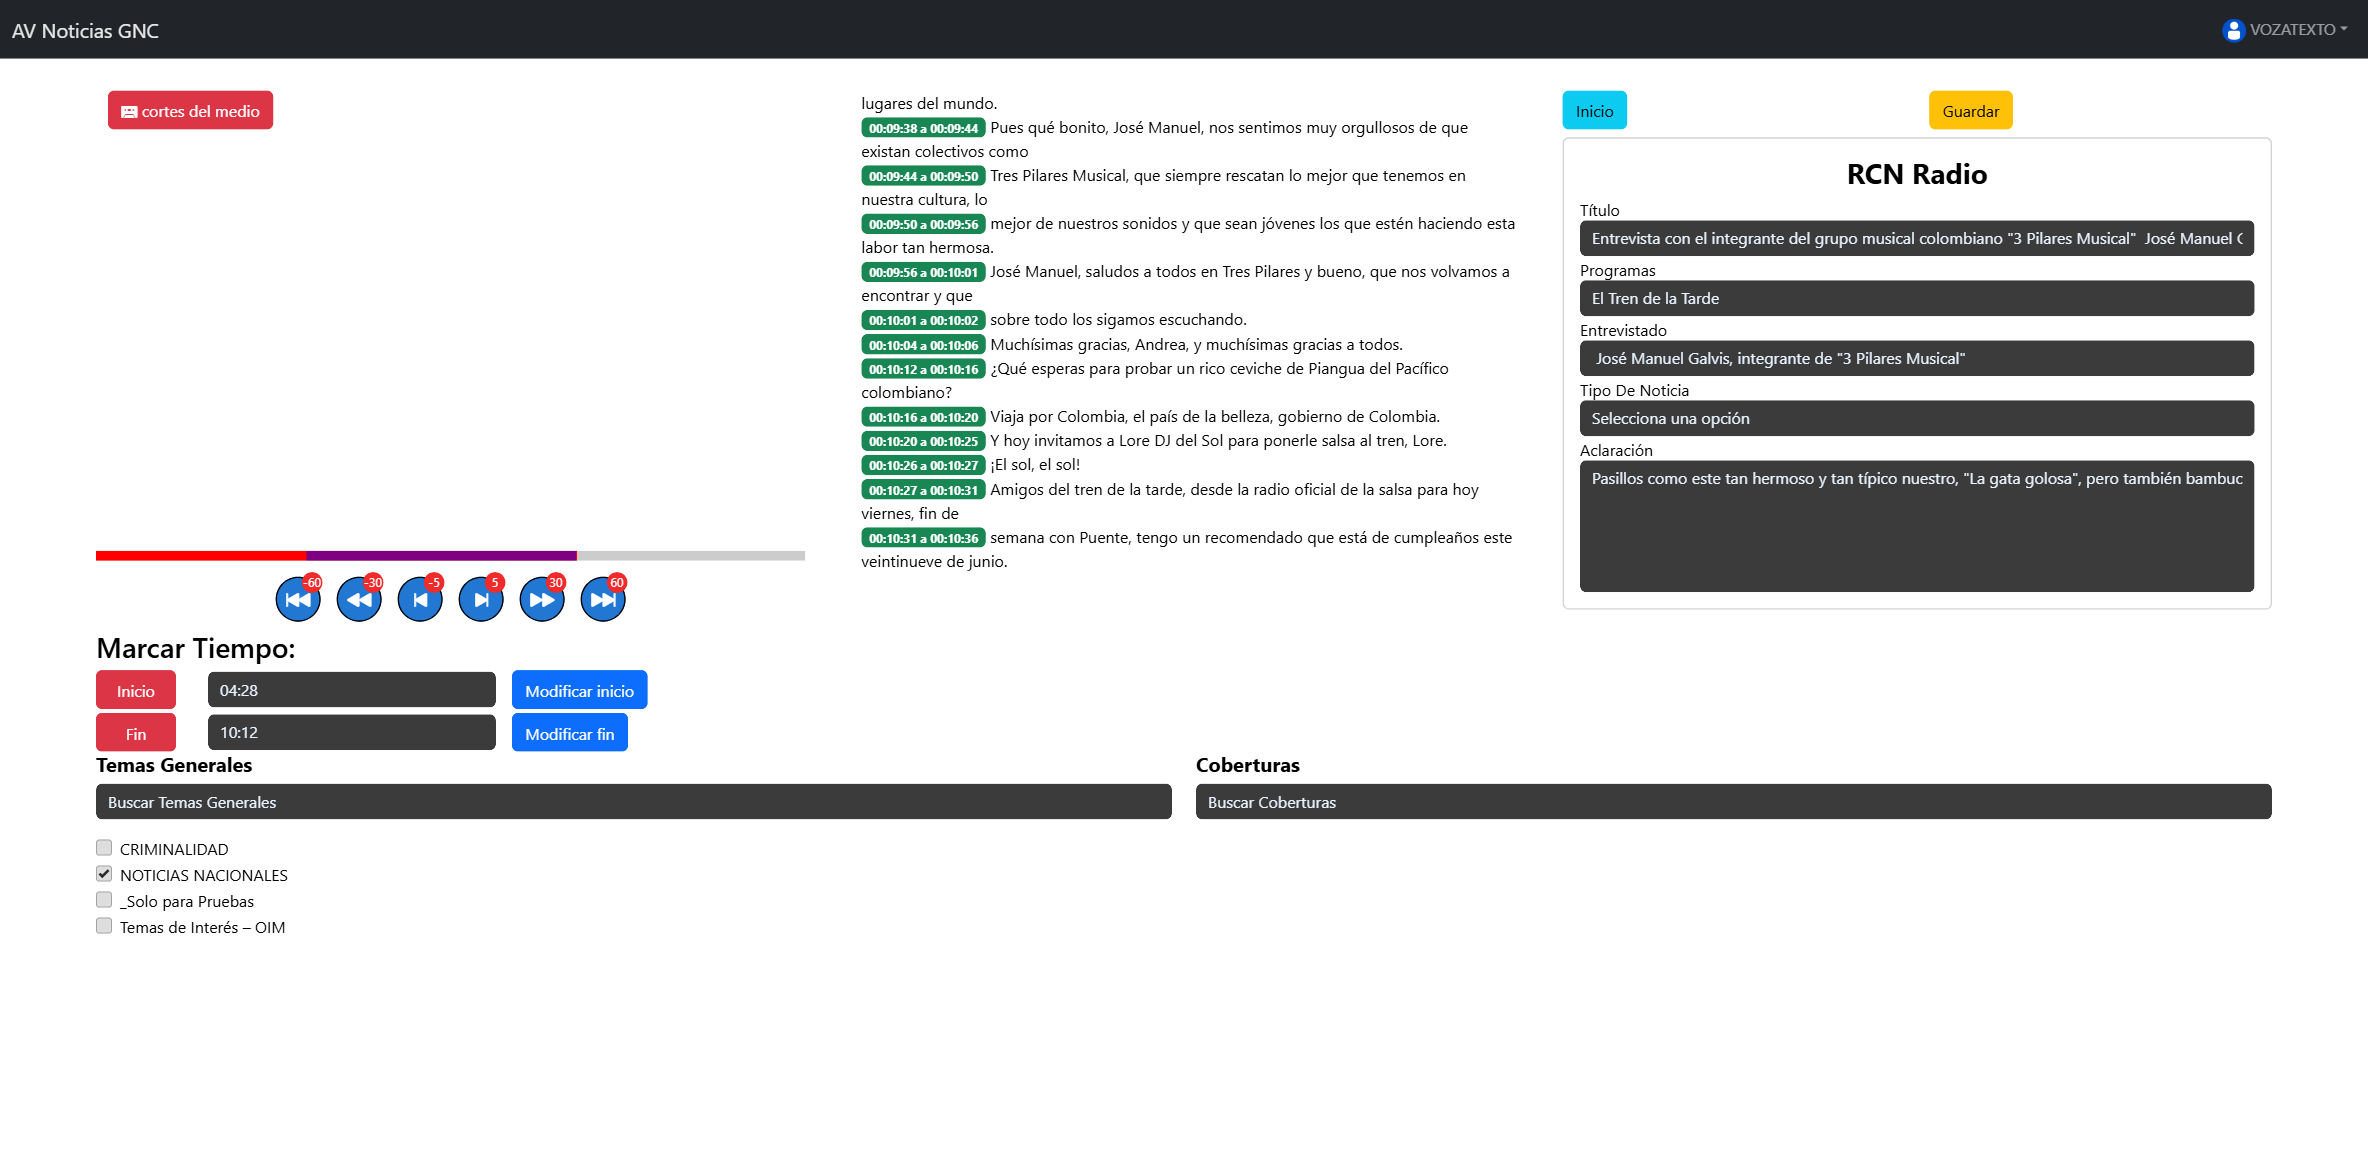 AV Noticias GNC
VOZATEXTO
cortes del medio
lugares del mundo.
00:09:38 a 00:09:44 Pues qué bonito, José Manuel, nos sentimos muy orgullosos de que
existan colectivos como
00:09:44 a 00:09:50 Tres Pilares Musical, que siempre rescatan lo mejor que tenemos en
nuestra cultura, lo
00:09:50 a 00:09:56 mejor de nuestros sonidos y que sean jóvenes los que estén haciendo esta
labor tan hermosa.
00:09:56 a 00:10:01 José Manuel, saludos a todos en Tres Pilares y bueno, que nos volvamos a
encontrar y que
00:10:01 a 00:10:02 sobre todo los sigamos escuchando.
00:10:04 a 00:10:06 Muchísimas gracias, Andrea, y muchísimas gracias a todos.
00:10:12 a 00:10:16 ¿Qué esperas para probar un rico ceviche de Piangua del Pacífico
colombiano?
00:10:16 a 00:10:20 Viaja por Colombia, el país de la belleza, gobierno de Colombia.
00:10:20 a 00:10:25 Y hoy invitamos a Lore DJ del Sol para ponerle salsa al tren, Lore.
00:10:26 a 00:10:27 ¡El sol, el sol!
00:10:27 a 00:10:31 Amigos del tren de la tarde, desde la radio oficial de la salsa para hoy
viernes, fin de
00:10:31 a 00:10:36 semana con Puente, tengo un recomendado que está de cumpleaños este
veintinueve de junio.
Inicio
Guardar
RCN Radio
Título
Entrevista con el integrante del grupo musical colombiano "3 Pilares Musical" José Manuel
Programas
El Tren de la Tarde
Entrevistado
José Manuel Galvis, integrante de "3 Pilares Musical"
Tipo De Noticia
Selecciona una opción
Aclaración
Pasillos como este tan hermoso y tan típico nuestro, "La gata golosa", pero también bambuc
-60
-30
-5
5
30
60
Marcar Tiempo:
Inicio
04:28
Modificar inicio
Fin
10:12
Modificar fin
Temas Generales
Buscar Temas Generales
CRIMINALIDAD
NOTICIAS NACIONALES
_Solo para Pruebas
Temas de Interés – OIM
Coberturas
Buscar Coberturas